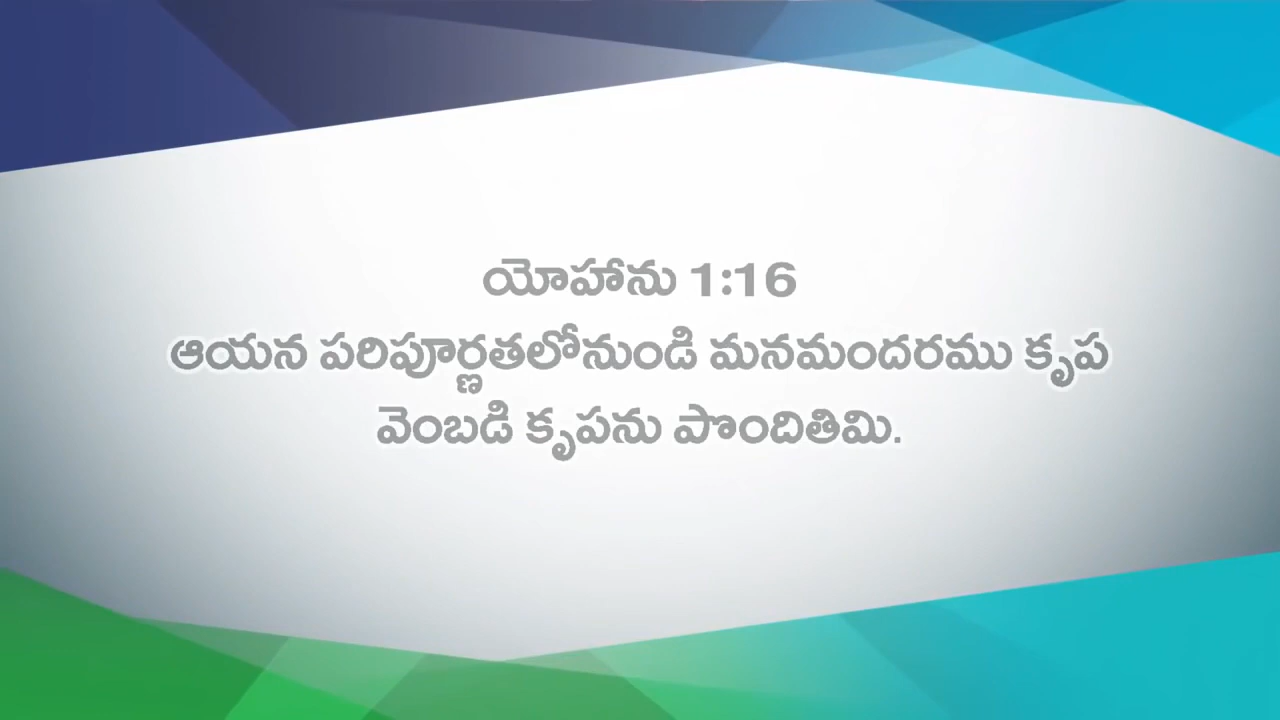 యోహాను 1:16
ఆయన పరిపూర్ణతలోనుండి మనమందరము కృప
వెంబడి కృపను పొందితిమి.